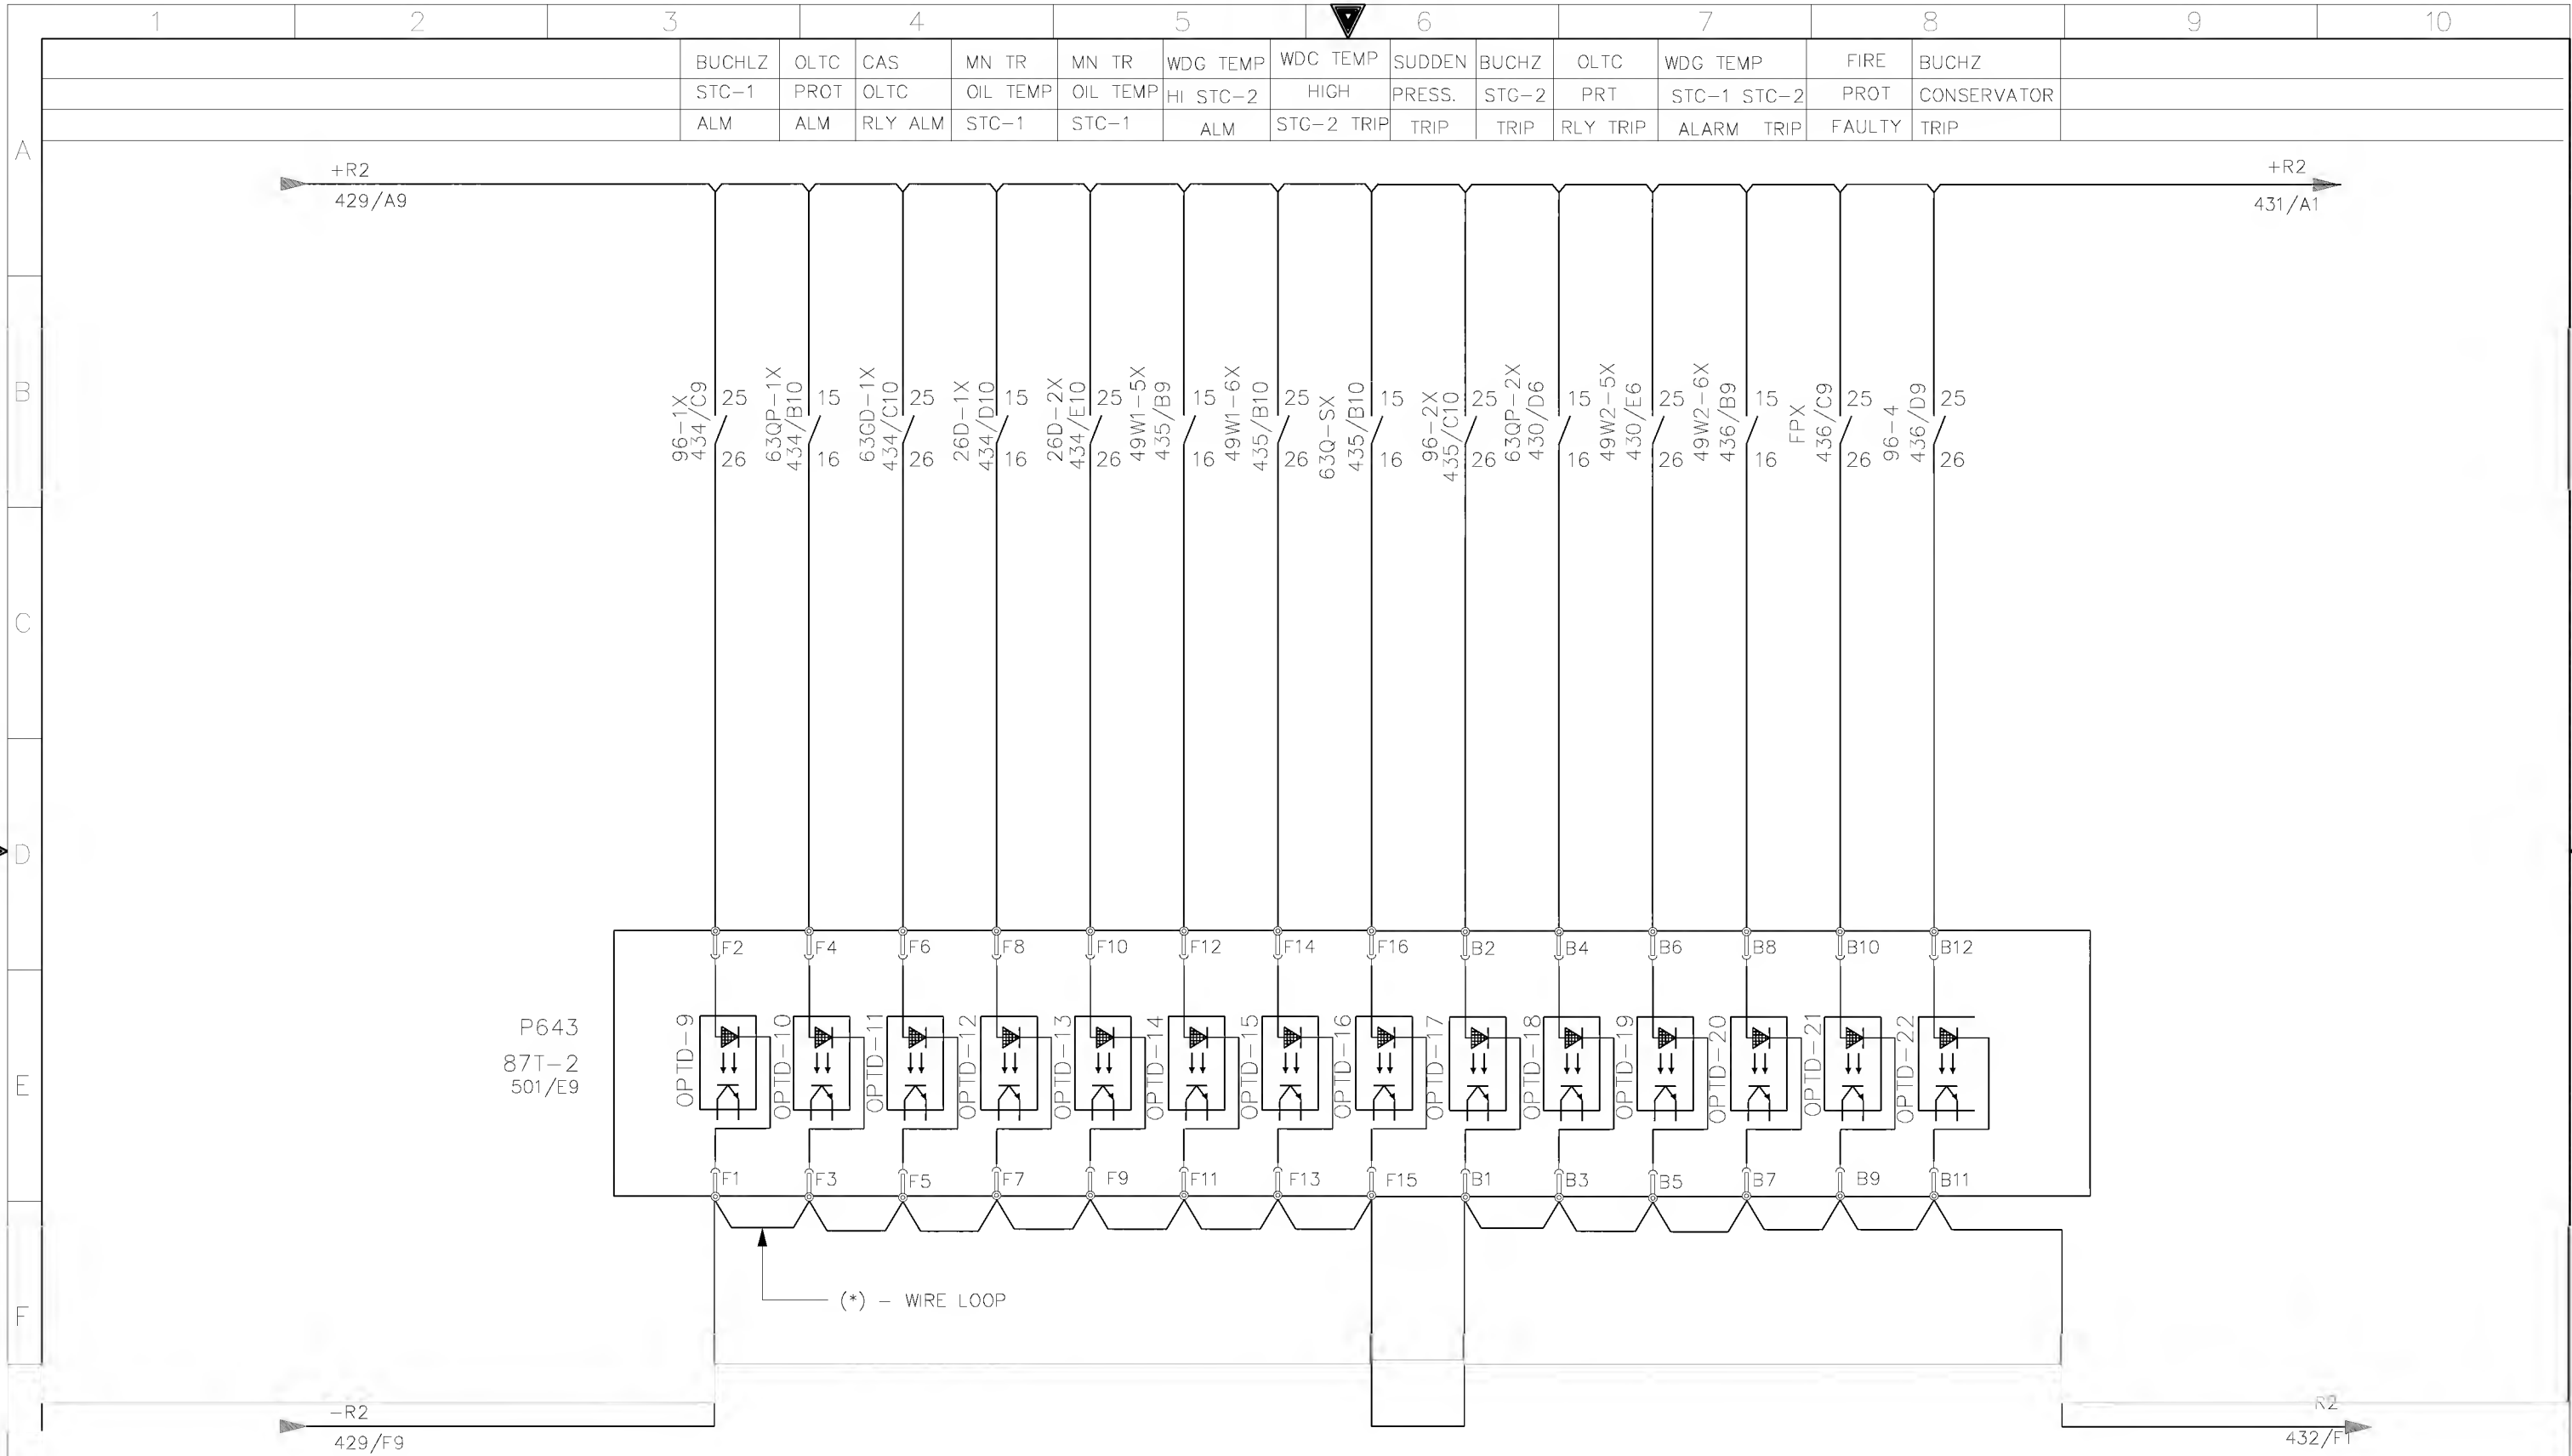 1 2 3 4 5 6 7 8 9 10
BUCHLZ OLTC CAS MN TR MN TR WDG TEMP WDC TEMP SUDDEN BUCHZ OLTC WDG TEMP FIRE BUCHZ
STC-1 PROT OLTC OIL TEMP OIL TEMP HI STC-2 HIGH PRESS. STG-2 PRT STC-1 STC-2 PROT CONSERVATOR
ALM ALM RLY ALM STC-1 STC-1 ALM STG-2 TRIP TRIP TRIP RLY TRIP ALARM TRIP FAULTY TRIP
A
+R2 +R2
429/A9 431/A1
B
96-1X
434/C9
25
26
63QP-1X
434/B10
15
16
63GD-1X
434/C10
25
26
26D-1X
434/D10
15
16
26D-2X
434/E10
25
26
49W1-5X
435/B9
15
16
49W1-6X
435/B10
25
26
63Q-SX
435/B10
15
16
96-2X
435/C10
25
26
63QP-2X
430/D6
15
16
49W2-5X
430/E6
25
26
49W2-6X
436/B9
15
16
FPX
436/C9
25
26
96-4
436/D9
25
26
C
D
F2 F4 F6 F8 F10 F12 F14 F16 B2 B4 B6 B8 B10 B12
E
P643
87T-2
501/E9
OPTD-9
OPTD-10
OPTD-11
OPTD-12
OPTD-13
OPTD-14
OPTD-15
OPTD-16
OPTD-17
OPTD-18
OPTD-19
OPTD-20
OPTD-21
OPTD-22
F1 F3 F5 F7 F9 F11 F13 F15 B1 B3 B5 B7 B9 B11
F
(*) - WIRE LOOP
-R2 R2
429/F9 432/F1